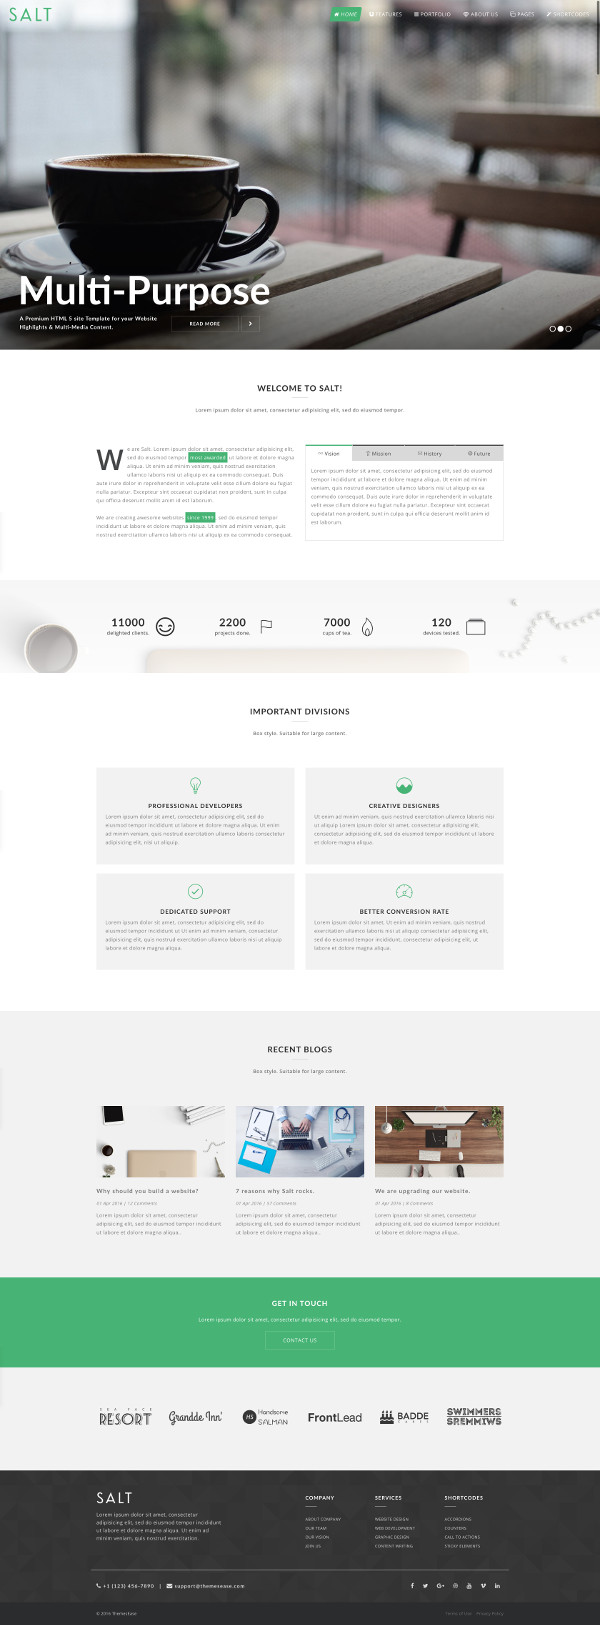 SALT
HOME
FEATURES
PORTFOLIO
ABOUT US
PAGES
SHORTCODES
Multi-Purpose
A Premium HTML 5 site Template for your Website
Highlights & Multi-Media Content.
READ MORE
WELCOME TO SALT!
Lorem ipsum dolor sit amet, consectetur adipisicing elit, sed do eiusmod tempor.
We are Salt. Lorem ipsum dolor sit amet, consectetur adipisicing elit,
sed do eiusmod tempor most awarded ut labore et dolore magna
aliqua. Ut enim ad minim veniam, quis nostrud exercitation
ullamco laboris nisi ut aliquip ex ea commodo consequat. Duis
aute irure dolor in reprehenderit in voluptate velit esse cillum dolore eu fugiat nulla
pariatur. Excepteur sint occaecat cupidatat non proident, sunt in culpa
qui officia deserunt mollit anim id est laborum.
We are creating awesome websites since 1999, sed do eiusmod tempor
incididunt ut labore et dolore magna aliqua. Ut enim ad minim veniam, quis
nostrud exercitation ullamco laboris nisi ut aliquip ex ea commodo consequat.
Vision
Mission
History
Future
Lorem ipsum dolor sit amet, consectetur adipisicing elit, sed do eiusmod
tempor incididunt ut labore et dolore magna aliqua. Ut enim ad minim
veniam, quis nostrud exercitation ullamco laboris nisi ut aliquip ex ea
commodo consequat. Duis aute irure dolor in reprehenderit in voluptate
velit esse cillum dolore eu fugiat nulla pariatur. Excepteur sint occaecat
cupidatat non proident, sunt in culpa qui officia deserunt mollit anim id
est laborum.
11000
delighted clients.
2200
projects done.
7000
cups of tea.
120
devices tested.
IMPORTANT DIVISIONS
Box style. Suitable for large content.
PROFESSIONAL DEVELOPERS
Lorem ipsum dolor sit amet, consectetur adipisicing elit, sed do
eiusmod tempor incididunt ut labore et dolore magna aliqua. Ut enim
ad minim veniam, quis nostrud exercitation ullamco laboris consectetur
adipisicing elit, nisi ut aliquip.
CREATIVE DESIGNERS
Ut enim ad minim veniam, quis nostrud exercitation ullamco laboris nisi
ut aliquip Lorem ipsum dolor sit amet, consectetur adipisicing elit, sed
do eiusmod tempor incididunt ut labore
et dolore magna aliqua.
DEDICATED SUPPORT
Lorem ipsum dolor sit amet, consectetur adipisicing elit, sed do
eiusmod tempor incididunt ut Ut enim ad minim veniam, consectetur
adipisicing elit, quis nostrud exercitation ullamco laboris nisi ut aliquip
labore et dolore magna aliqua.
BETTER CONVERSION RATE
Lorem ipsum dolor sit amet, Ut enim ad minim veniam, quis nostrud
exercitation ullamco laboris nisi ut aliquip consectetur adipisicing
elit, sed do eiusmod tempor incididunt ut
labore et dolore magna aliqua.
RECENT BLOGS
Box style. Suitable for large content.
Why should you build a website?
Lorem ipsum dolor sit amet, consectetur
adipisicing elit, sed do eiusmod tempor incididunt
ut labore et dolore magna aliqua..
7 reasons why Salt rocks.
Lorem ipsum dolor sit amet, consectetur
adipisicing elit, sed do eiusmod tempor incididunt
ut labore et dolore magna aliqua..
We are upgrading our website.
Lorem ipsum dolor sit amet, consectetur
adipisicing elit, sed do eiusmod tempor incididunt
ut labore et dolore magna aliqua..
GET IN TOUCH
Lorem ipsum dolor sit amet, consectetur adipisicing elit, sed do eiusmod tempor.
CONTACT US
SEA FACE
RESORT
Grandde Inn'
HS
Handsome
SALMAN
FrontLead
BADDE
CAKES
SWIMMERS
SREMMIWS
SALT
Lorem ipsum dolor sit amet, consectetur
adipisicing elit, sed do eiusmod tempor incididunt
ut labore et dolore magna aliqua. Ut enim ad
minim veniam, quis nostrud exercitation.
COMPANY
ABOUT COMPANY
OUR TEAM
OUR VISION
JOIN US
SERVICES
WEBSITE DESIGN
WEB DEVELOPMENT
GRAPHIC DESIGN
CONTENT WRITING
SHORTCODES
ACCORDIONS
COUNTERS
CALL TO ACTIONS
STICKY ELEMENTS
+1 (123) 456-7890 | support@themesease.com
© 2016 ThemesEase
Terms of Use
Privacy Policy